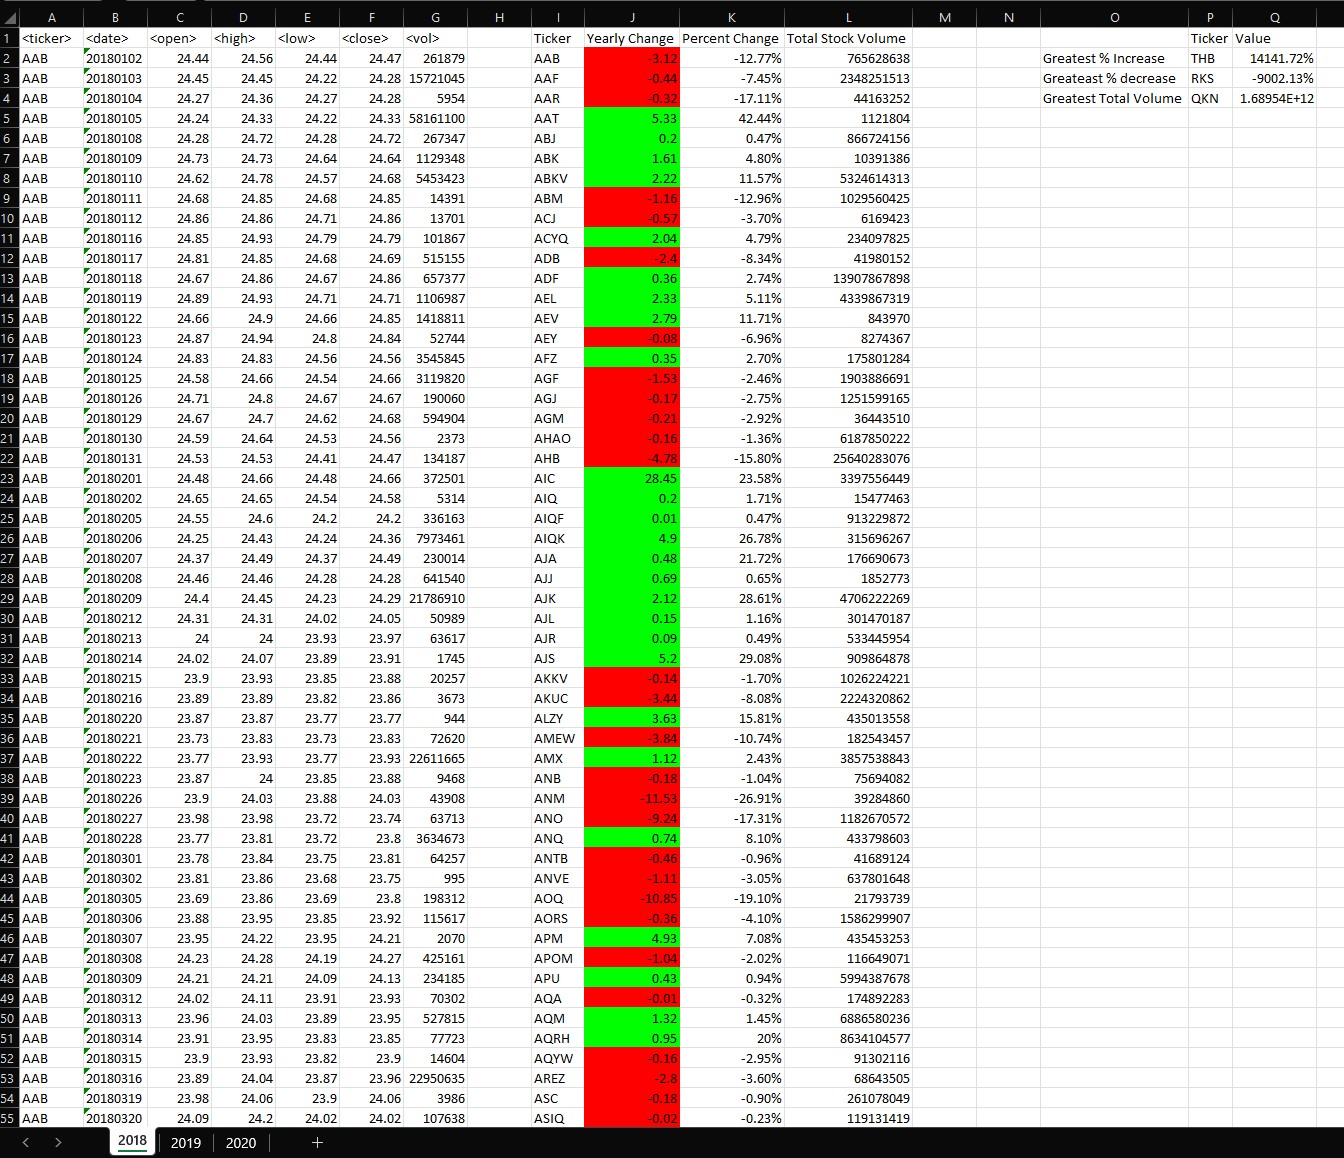 A B C D E F G H I J K L M N O P Q
1 <ticker> <date> <open> <high> <low> <close> <vol> Ticker Yearly Change Percent Change Total Stock Volume Ticker Value
2 AAB 20180102 24.44 24.56 24.44 24.47 261879 AAB -3.12 -12.77% 765628638 Greatest % Increase THB 14141.72%
3 AAB 20180103 24.45 24.45 24.22 24.28 15721045 AAF -0.44 -7.45% 2348251513 Greateast % decrease RKS -9002.13%
4 AAB 20180104 24.27 24.36 24.27 24.28 5954 AAR -0.32 -17.11% 44163252 Greatest Total Volume QKN 1.68954E+12
5 AAB 20180105 24.24 24.33 24.22 24.33 58161100 AAT 5.33 42.44% 1121804
6 AAB 20180108 24.28 24.72 24.28 24.72 267347 ABJ 0.2 0.47% 866724156
7 AAB 20180109 24.73 24.73 24.64 24.64 1129348 ABK 1.61 4.80% 10391386
8 AAB 20180110 24.62 24.78 24.57 24.68 5453423 ABKV 2.22 11.57% 5324614313
9 AAB 20180111 24.68 24.85 24.68 24.85 14391 ABM -1.16 -12.96% 1029560425
10 AAB 20180112 24.86 24.86 24.71 24.86 13701 ACJ -0.57 -3.70% 6169423
11 AAB 20180116 24.85 24.93 24.79 24.79 101867 ACYQ 2.04 4.79% 234097825
12 AAB 20180117 24.81 24.85 24.68 24.69 515155 ADB -2.4 -8.34% 41980152
13 AAB 20180118 24.67 24.86 24.67 24.86 657377 ADF 0.36 2.74% 13907867898
14 AAB 20180119 24.89 24.93 24.71 24.71 1106987 AEL 2.33 5.11% 4339867319
15 AAB 20180122 24.66 24.9 24.66 24.85 1418811 AEV 2.79 11.71% 843970
16 AAB 20180123 24.87 24.94 24.8 24.84 52744 AEY -0.08 -6.96% 8274367
17 AAB 20180124 24.83 24.83 24.56 24.56 3545845 AFZ 0.35 2.70% 175801284
18 AAB 20180125 24.58 24.66 24.54 24.66 3119820 AGF -1.53 -2.46% 1903886691
19 AAB 20180126 24.71 24.8 24.67 24.67 190060 AGJ -0.17 -2.75% 1251599165
20 AAB 20180129 24.67 24.7 24.62 24.68 594904 AGM -0.21 -2.92% 36443510
21 AAB 20180130 24.59 24.64 24.53 24.56 2373 AHAO -0.16 -1.36% 6187850222
22 AAB 20180131 24.53 24.53 24.41 24.47 134187 AHB -4.78 -15.80% 25640283076
23 AAB 20180201 24.48 24.66 24.48 24.66 372501 AIC 28.45 23.58% 3397556449
24 AAB 20180202 24.65 24.65 24.54 24.58 5314 AIQ 0.2 1.71% 15477463
25 AAB 20180205 24.55 24.6 24.2 24.2 336163 AIQF 0.01 0.47% 913229872
26 AAB 20180206 24.25 24.43 24.24 24.36 7973461 AIQK 4.9 26.78% 315696267
27 AAB 20180207 24.37 24.49 24.37 24.49 230014 AJA 0.48 21.72% 176690673
28 AAB 20180208 24.46 24.46 24.28 24.28 641540 AJJ 0.69 0.65% 1852773
29 AAB 20180209 24.4 24.45 24.23 24.29 21786910 AJK 2.12 28.61% 4706222269
30 AAB 20180212 24.31 24.31 24.02 24.05 50989 AJL 0.15 1.16% 301470187
31 AAB 20180213 24 24 23.93 23.97 63617 AJR 0.09 0.49% 533445954
32 AAB 20180214 24.02 24.07 23.89 23.91 1745 AJS 5.2 29.08% 909864878
33 AAB 20180215 23.9 23.93 23.85 23.88 20257 AKKV -0.14 -1.70% 1026224221
34 AAB 20180216 23.89 23.89 23.82 23.86 3673 AKUC -3.44 -8.08% 2224320862
35 AAB 20180220 23.87 23.87 23.77 23.77 944 ALZY 3.63 15.81% 435013558
36 AAB 20180221 23.73 23.83 23.73 23.83 72620 AMEW -3.84 -10.74% 182543457
37 AAB 20180222 23.77 23.93 23.77 23.93 22611665 AMX 1.12 2.43% 3857538843
38 AAB 20180223 23.87 24 23.85 23.88 9468 ANB -0.18 -1.04% 75694082
39 AAB 20180226 23.9 24.03 23.88 24.03 43908 ANM -11.53 -26.91% 39284860
40 AAB 20180227 23.98 23.98 23.72 23.74 63713 ANO -9.24 -17.31% 1182670572
41 AAB 20180228 23.77 23.81 23.72 23.8 3634673 ANQ 0.74 8.10% 433798603
42 AAB 20180301 23.78 23.84 23.75 23.81 64257 ANTB -0.46 -0.96% 41689124
43 AAB 20180302 23.81 23.86 23.68 23.75 995 ANVE -1.11 -3.05% 637801648
44 AAB 20180305 23.69 23.86 23.69 23.8 198312 AOQ -10.85 -19.10% 21793739
45 AAB 20180306 23.88 23.95 23.85 23.92 115617 AORS -0.36 -4.10% 1586299907
46 AAB 20180307 23.95 24.22 23.95 24.21 2070 APM 4.93 7.08% 435453253
47 AAB 20180308 24.23 24.28 24.19 24.27 425161 APOM -1.04 -2.02% 116649071
48 AAB 20180309 24.21 24.21 24.09 24.13 234185 APU 0.43 0.94% 5994387678
49 AAB 20180312 24.02 24.11 23.91 23.93 70302 AQA -0.01 -0.32% 174892283
50 AAB 20180313 23.96 24.03 23.89 23.95 527815 AQM 1.32 1.45% 6886580236
51 AAB 20180314 23.91 23.95 23.83 23.85 77723 AQRH 0.95 20% 8634104577
52 AAB 20180315 23.9 23.93 23.82 23.9 14604 AQYW -0.16 -2.95% 91302116
53 AAB 20180316 23.89 24.04 23.87 23.96 22950635 AREZ -2.8 -3.60% 68643505
54 AAB 20180319 23.98 24.06 23.9 24.06 3986 ASC -0.18 -0.90% 261078049
55 AAB 20180320 24.09 24.2 24.02 24.02 107638 ASIQ -0.02 -0.23% 119131419
2018 2019 2020 +